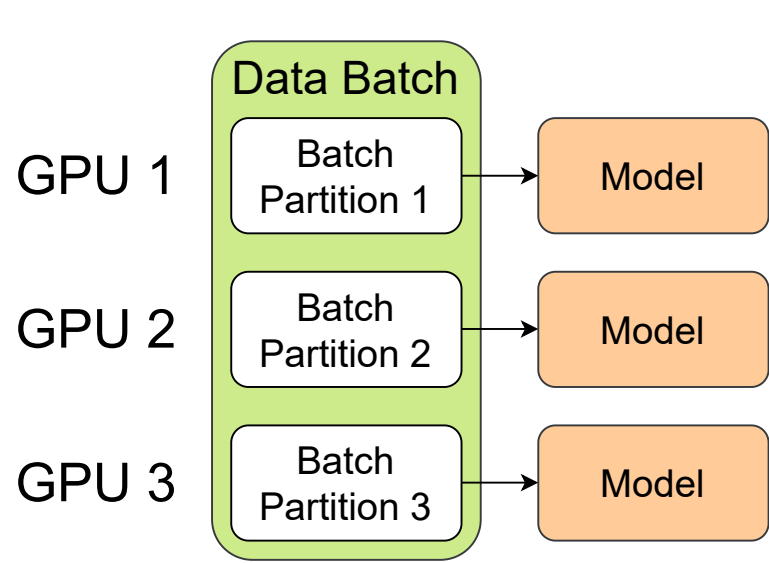 Data Batch
GPU 1
Batch
Partition 1
Model
GPU 2
Batch
Partition 2
Model
GPU 3
Batch
Partition 3
Model